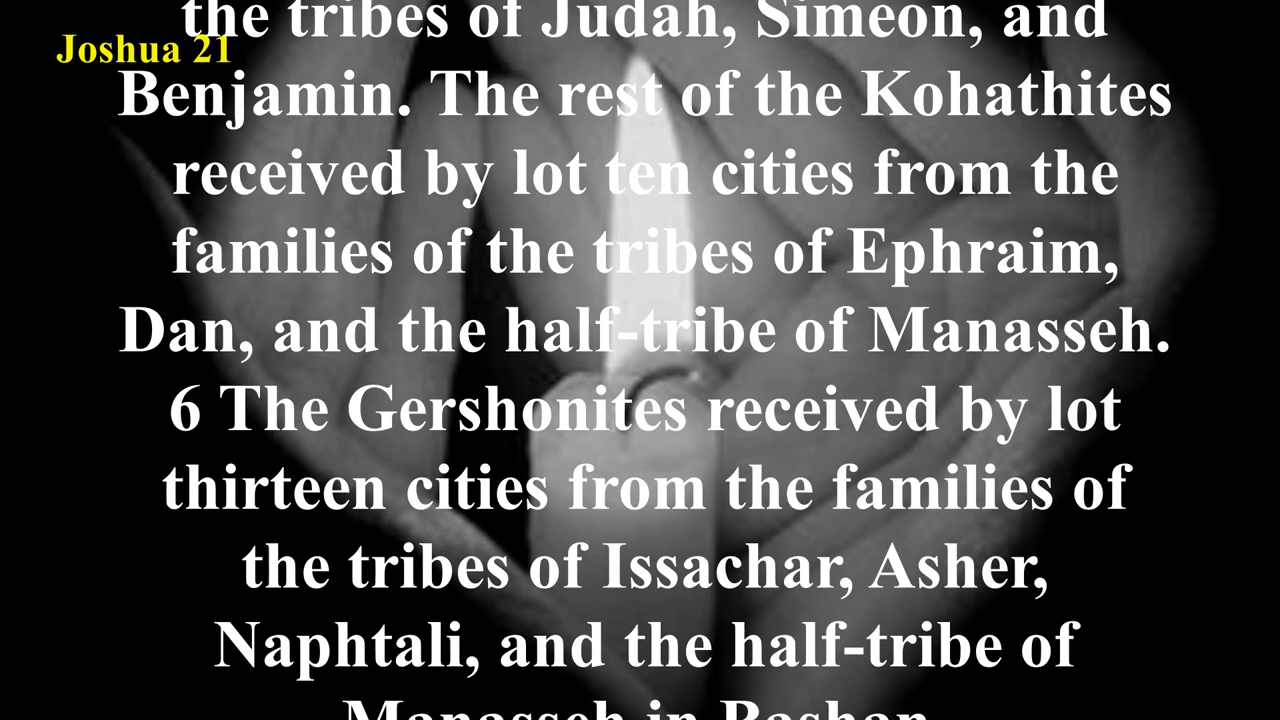 the tribes of Judah, Simeon, and
Joshua 21
Benjamin. The rest of the Kohathites
received by lot ten cities from the
families of the tribes of Ephraim,
Dan, and the half-tribe of Manasseh.
6 The Gershonites received by lot
thirteen cities from the families of
the tribes of Issachar, Asher,
Naphtali, and the half-tribe of
Manasseh in Bashan.